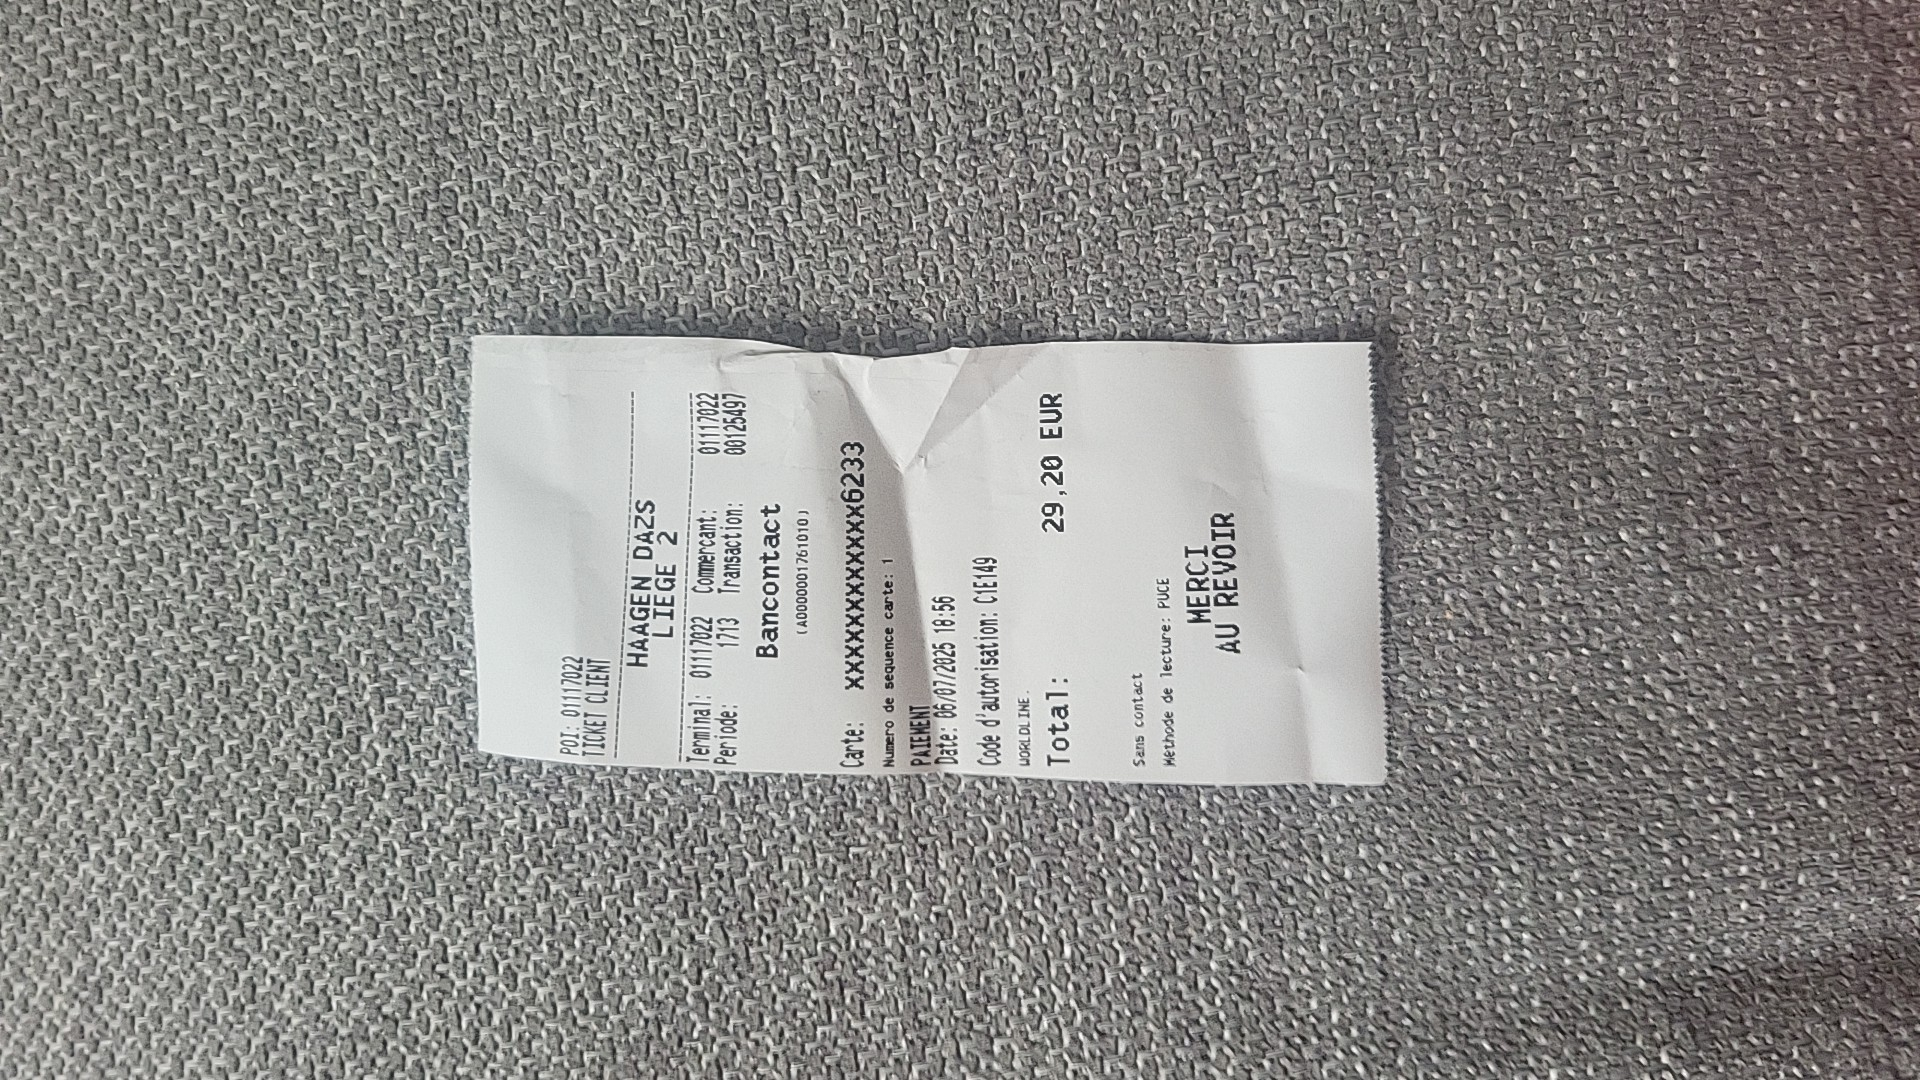 POI: 01117022
TICKET CLIENT
HAAGEN DAZS
LIEGE 2
Terminal: 01117022 Commercant: 01117022
Periode: 1713 Transaction: 00125497
Bancontact
(A0000001761010)
Carte: XXXXXXXXXXXXX6233
Numero de sequence carte: 1
PAIEMENT
Date: 06/07/2025 18:56
Code d'autorisation: C1E149
WORLDLINE.
Total: 29,20 EUR
Sans contact
Méthode de lecture: PUCE
MERCI
AU REVOIR